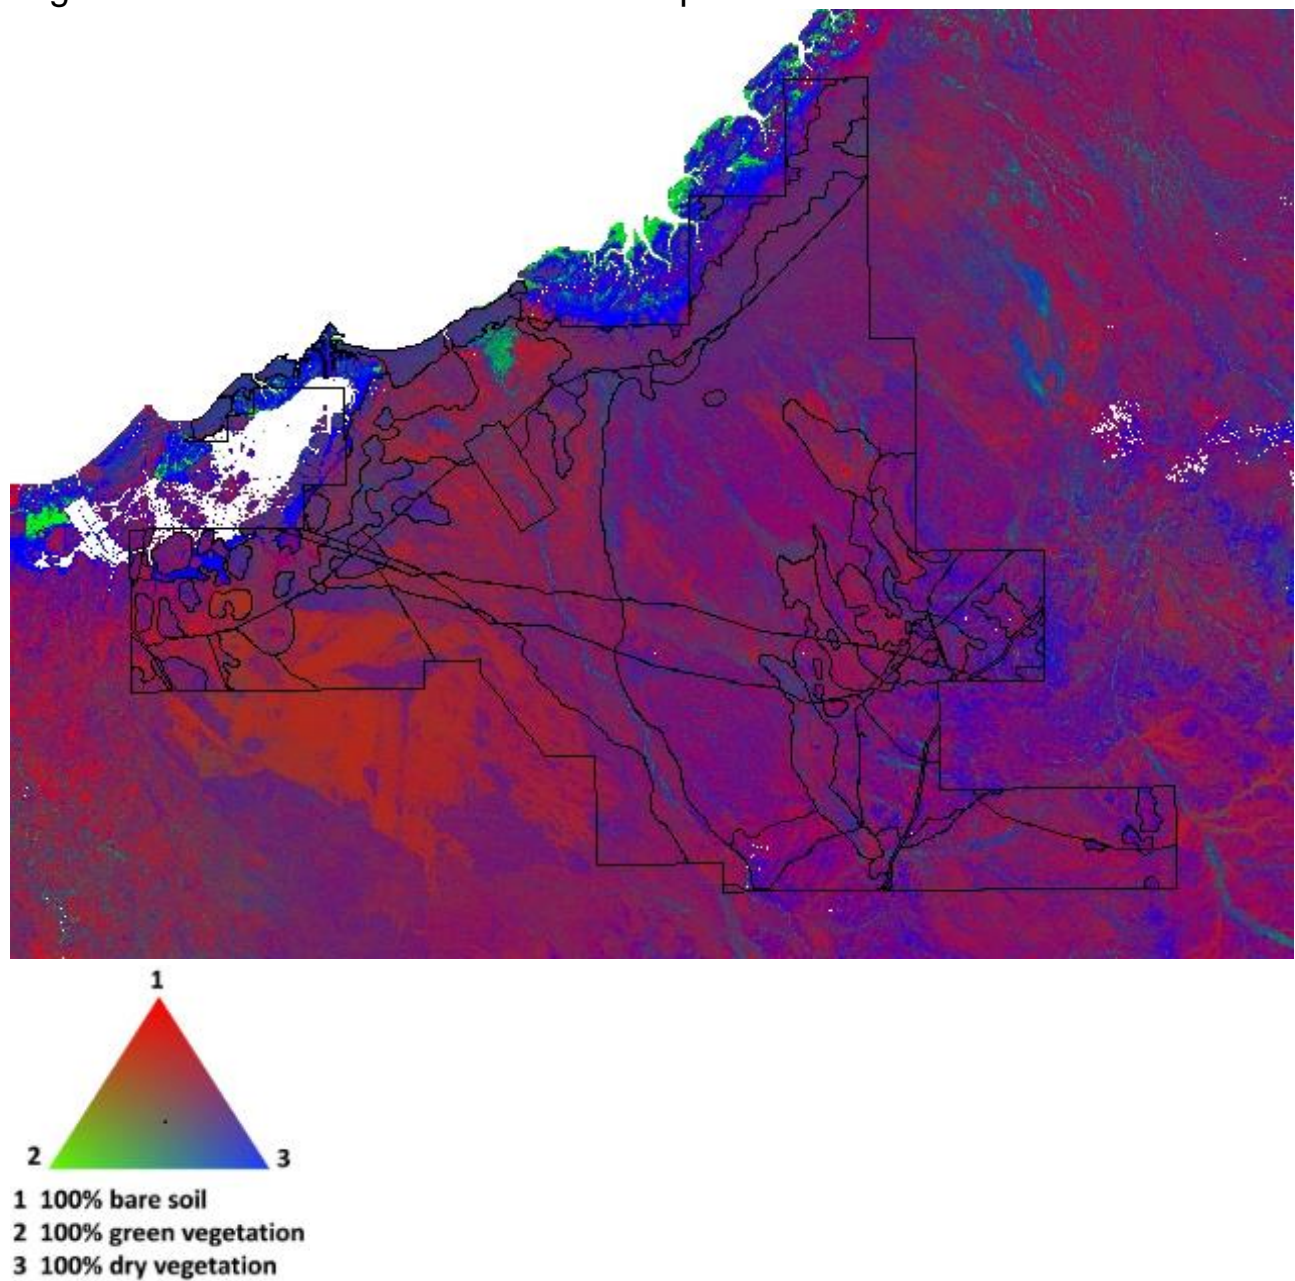 1
2
3
1 100% bare soil
2 100% green vegetation
3 100% dry vegetation